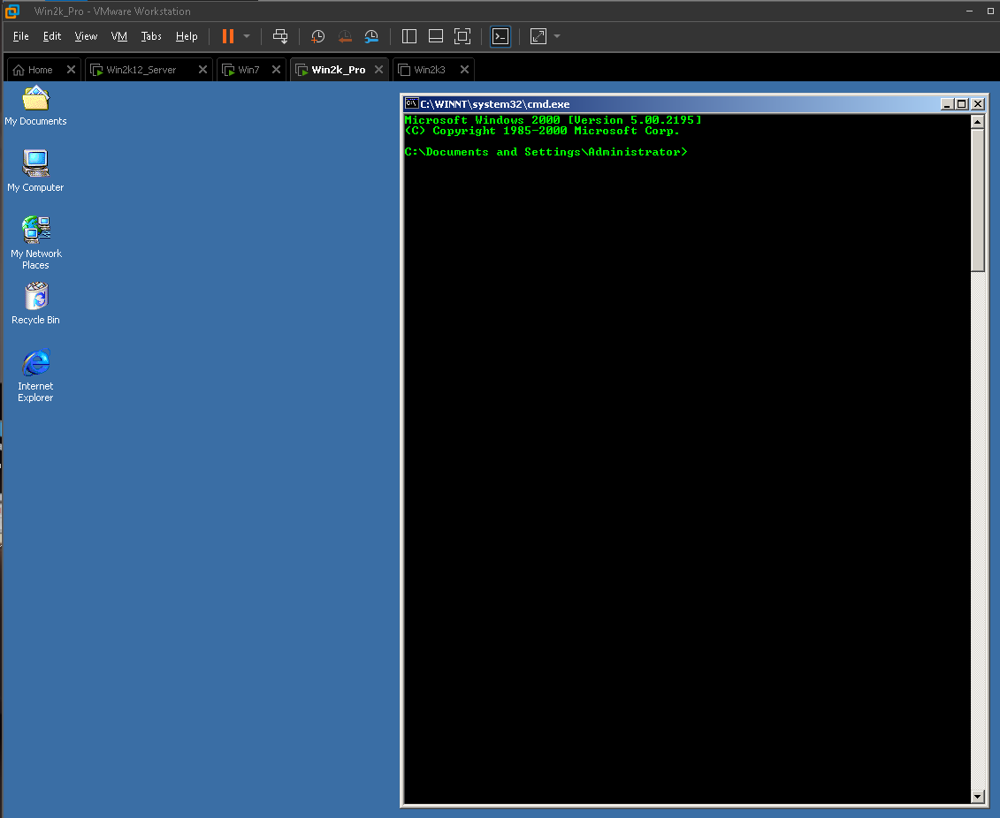 Win2k_Pro - VMware Workstation
File Edit View VM Tabs Help
Home Win2k12_Server Win7 Win2k_Pro Win2k3
My Documents
My Computer
My Network
Places
Recycle Bin
Internet
Explorer
C:\WINNT\system32\cmd.exe
Microsoft Windows 2000 [Version 5.00.2195]
(C) Copyright 1985-2000 Microsoft Corp.
C:\Documents and Settings\Administrator>